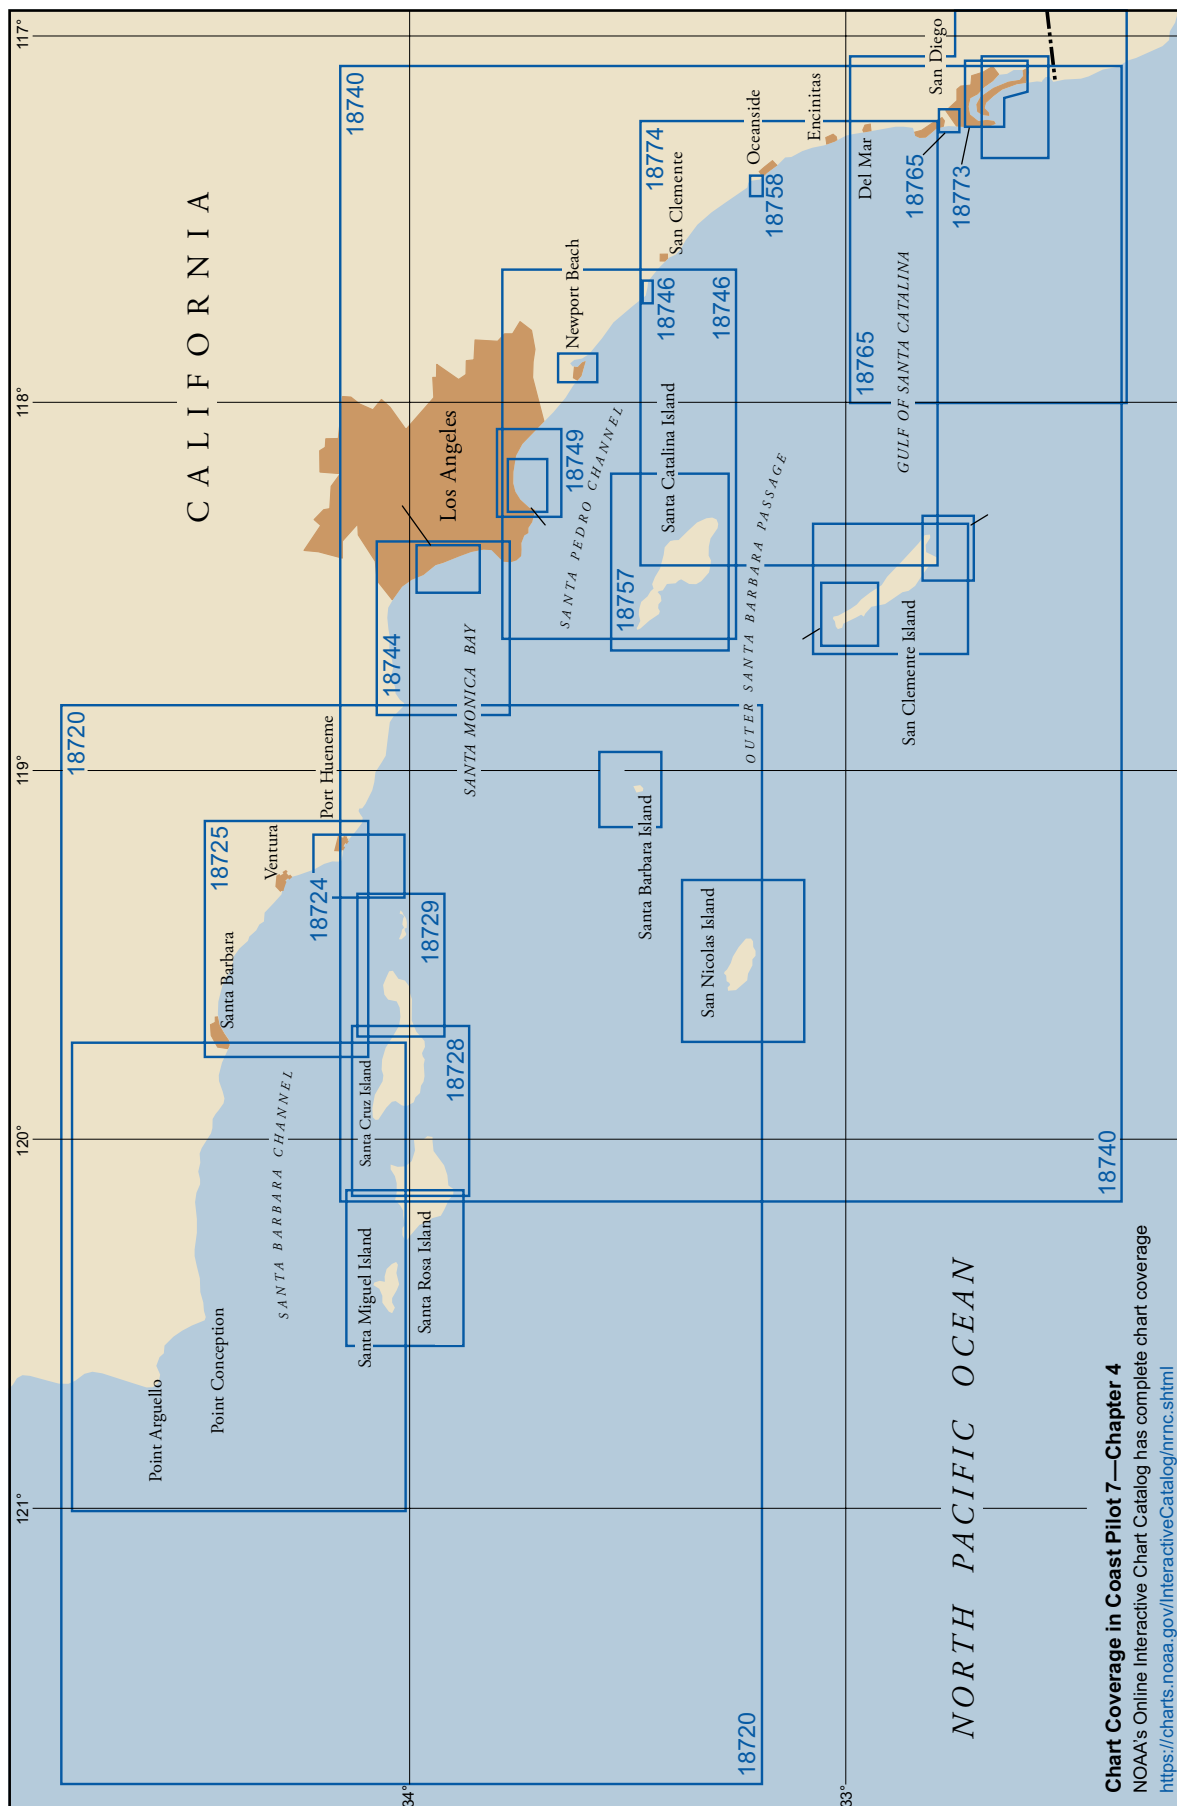 117°
118°
119°
120°
121°
34°
33°
CALIFORNIA
18740
18720
18725
Ventura
Port Hueneme
18724
Santa Barbara
18729
18728
Santa Cruz Island
SANTA BARBARA CHANNEL
Santa Miguel Island
Santa Rosa Island
Point Arguello
Point Conception
18744
SANTA MONICA BAY
Los Angeles
18749
SANTA PEDRO CHANNEL
Newport Beach
18774
San Clemente
18746
18746
Santa Catalina Island
18757
OUTER SANTA BARBARA PASSAGE
Santa Barbara Island
San Nicolas Island
San Clemente Island
GULF OF SANTA CATALINA
18765
Oceanside
18758
Encinitas
Del Mar
San Diego
18765
18773
18740
18720
NORTH PACIFIC OCEAN
Chart Coverage in Coast Pilot 7—Chapter 4
NOAA's Online Interactive Chart Catalog has complete chart coverage
https://charts.noaa.gov/InteractiveCatalog/nrnc.shtml